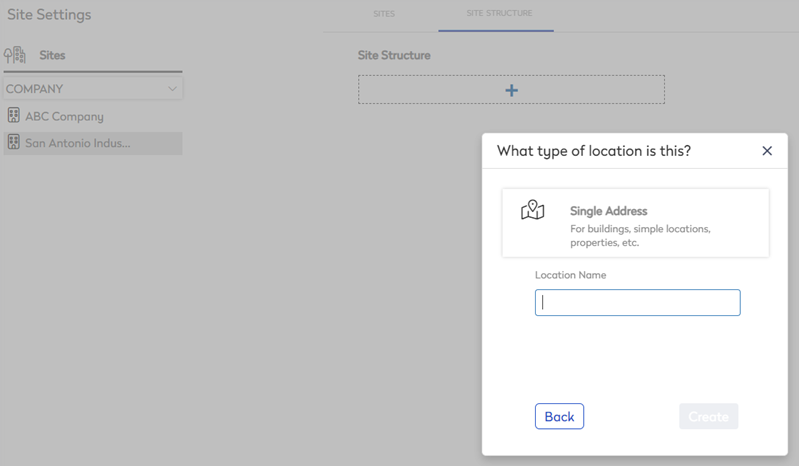 Site Settings
SITES
SITE STRUCTURE
Sites
Site Structure
COMPANY
ABC Company
San Antonio Indus...
What type of location is this?
Single Address
For buildings, simple locations,
properties, etc.
Location Name
Back
Create